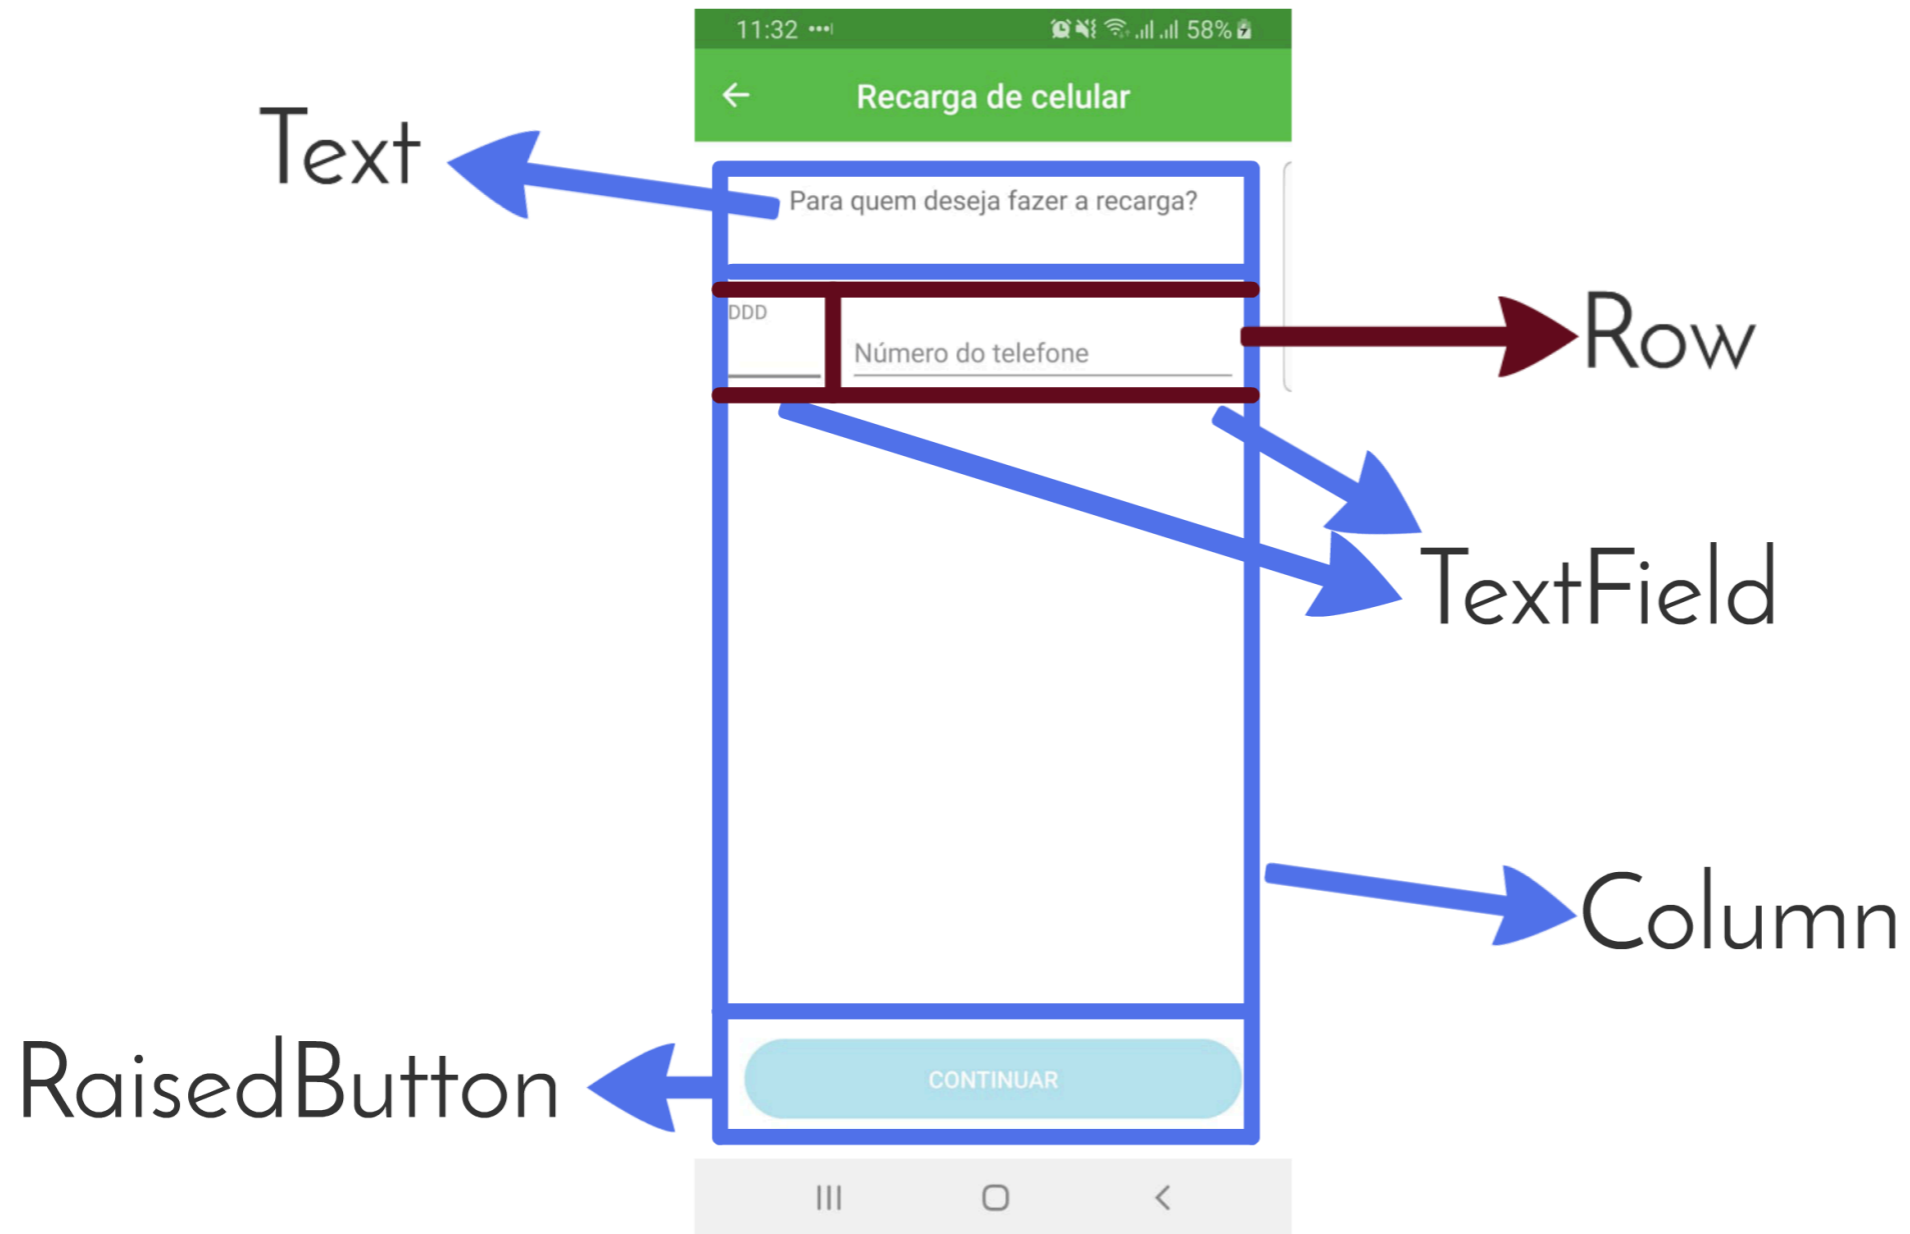 11:32
58%
Recarga de celular
Text
Para quem deseja fazer a recarga?
DDD
Row
Número do telefone
TextField
Column
RaisedButton
CONTINUAR